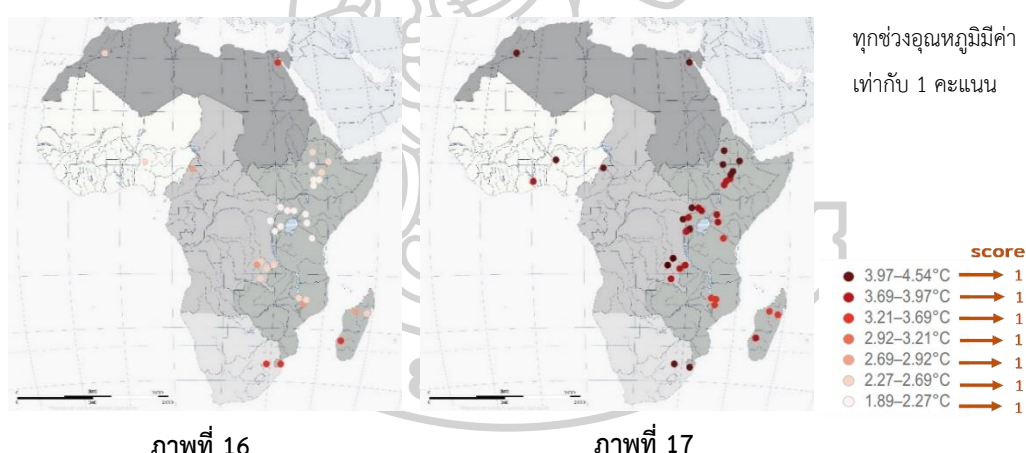 ทุกช่วงอุณหภูมิมีค่า
เท่ากับ 1 คะแนน
score
3.97–4.54°C 1
3.69–3.97°C 1
3.21–3.69°C 1
2.92–3.21°C 1
2.69–2.92°C 1
2.27–2.69°C 1
1.89–2.27°C 1
ภาพที่ 16
ภาพที่ 17